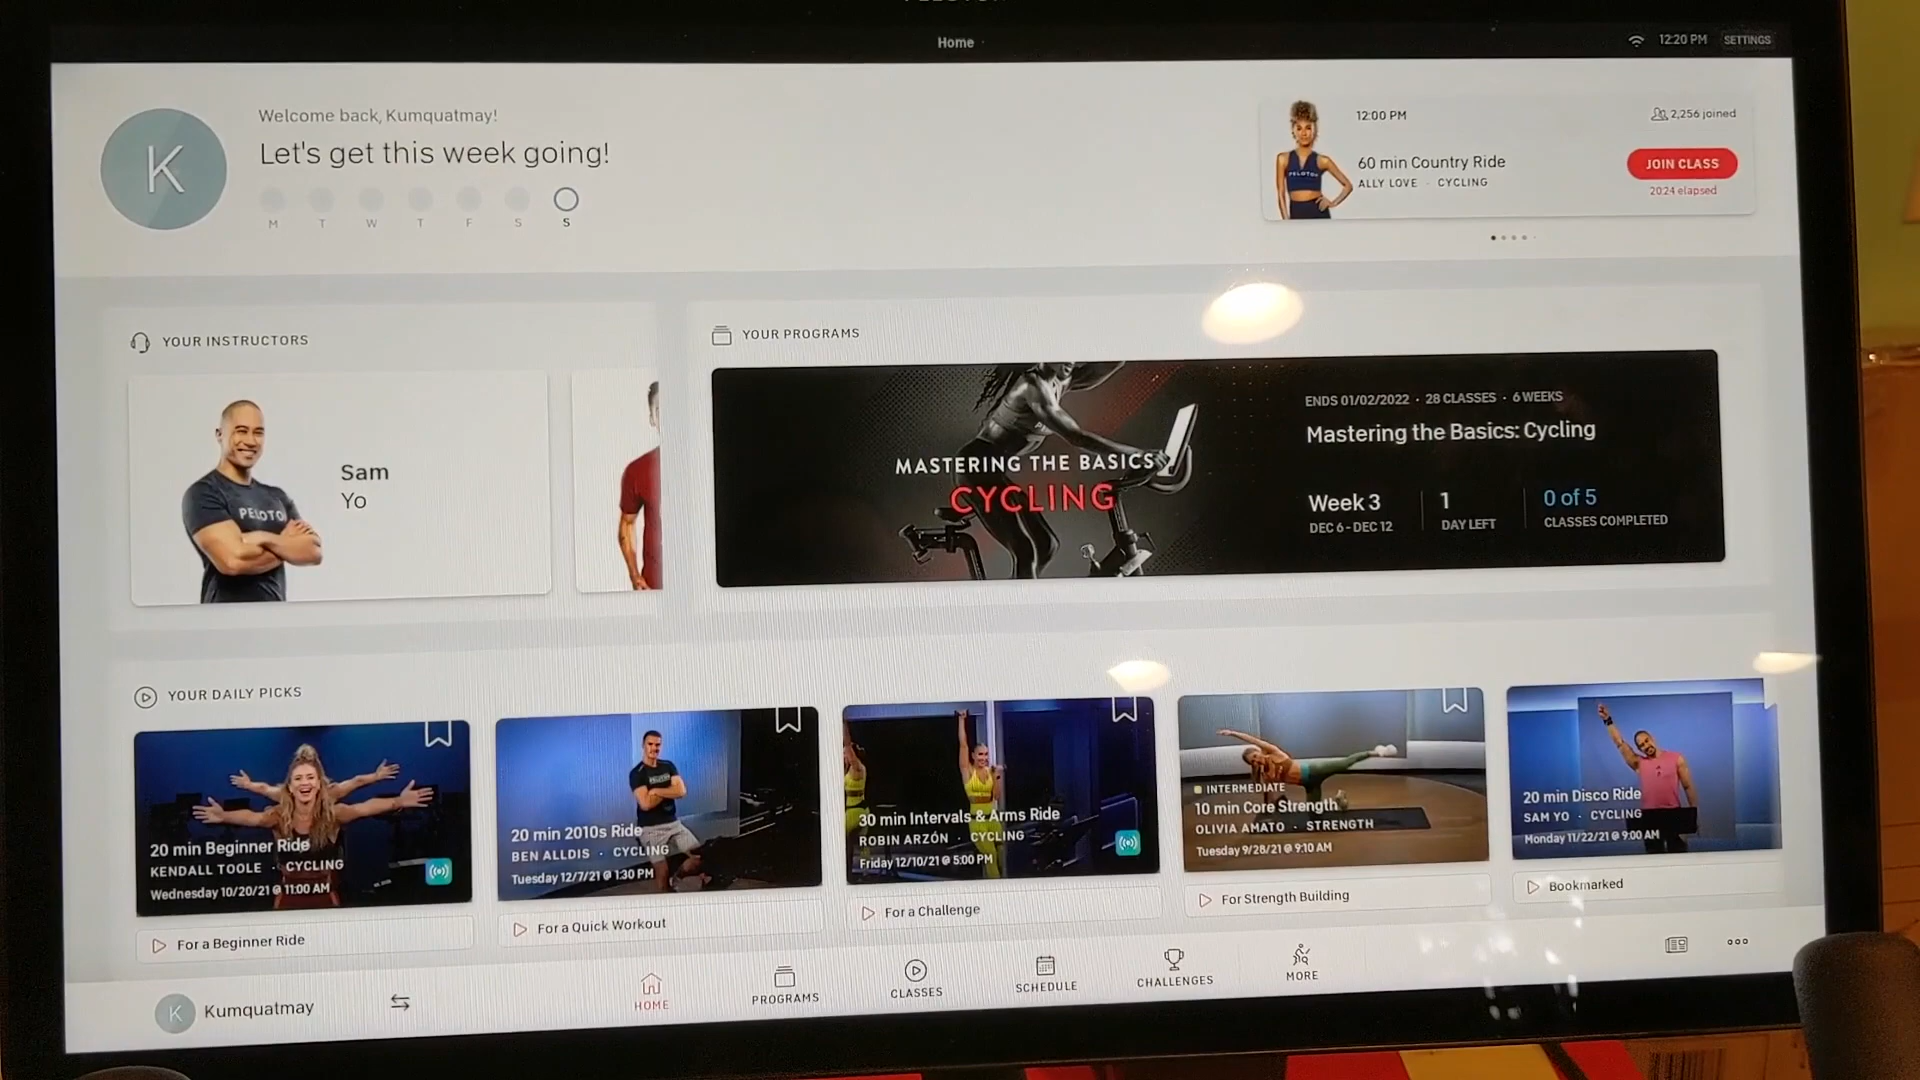 Home
12:20 PM
SETTINGS
K
Welcome back, Kumquatmay!
Let's get this week going!
M T W T F S S
12:00 PM
2,256 joined
60 min Country Ride
ALLY LOVE · CYCLING
JOIN CLASS
20:24 elapsed
PELOTON
YOUR INSTRUCTORS
Sam
Yo
PELOTO
YOUR PROGRAMS
MASTERING THE BASICS
CYCLING
ENDS 01/02/2022 · 28 CLASSES · 6 WEEKS
Mastering the Basics: Cycling
Week 3
DEC 6 - DEC 12
1
DAY LEFT
0 of 5
CLASSES COMPLETED
YOUR DAILY PICKS
20 min Beginner Ride
KENDALL TOOLE · CYCLING
Wednesday 10/20/21 @ 11:00 AM
For a Beginner Ride
PELOTON
20 min 2010s Ride
BEN ALLDIS · CYCLING
Tuesday 12/7/21 @ 1:30 PM
For a Quick Workout
30 min Intervals & Arms Ride
ROBIN ARZÓN · CYCLING
Friday 12/10/21 @ 5:00 PM
For a Challenge
INTERMEDIATE
10 min Core Strength
OLIVIA AMATO · STRENGTH
Tuesday 9/28/21 @ 9:10 AM
For Strength Building
20 min Disco Ride
SAM YO · CYCLING
Monday 11/22/21 @ 9:00 AM
Bookmarked
K
Kumquatmay
HOME
PROGRAMS
CLASSES
SCHEDULE
CHALLENGES
MORE